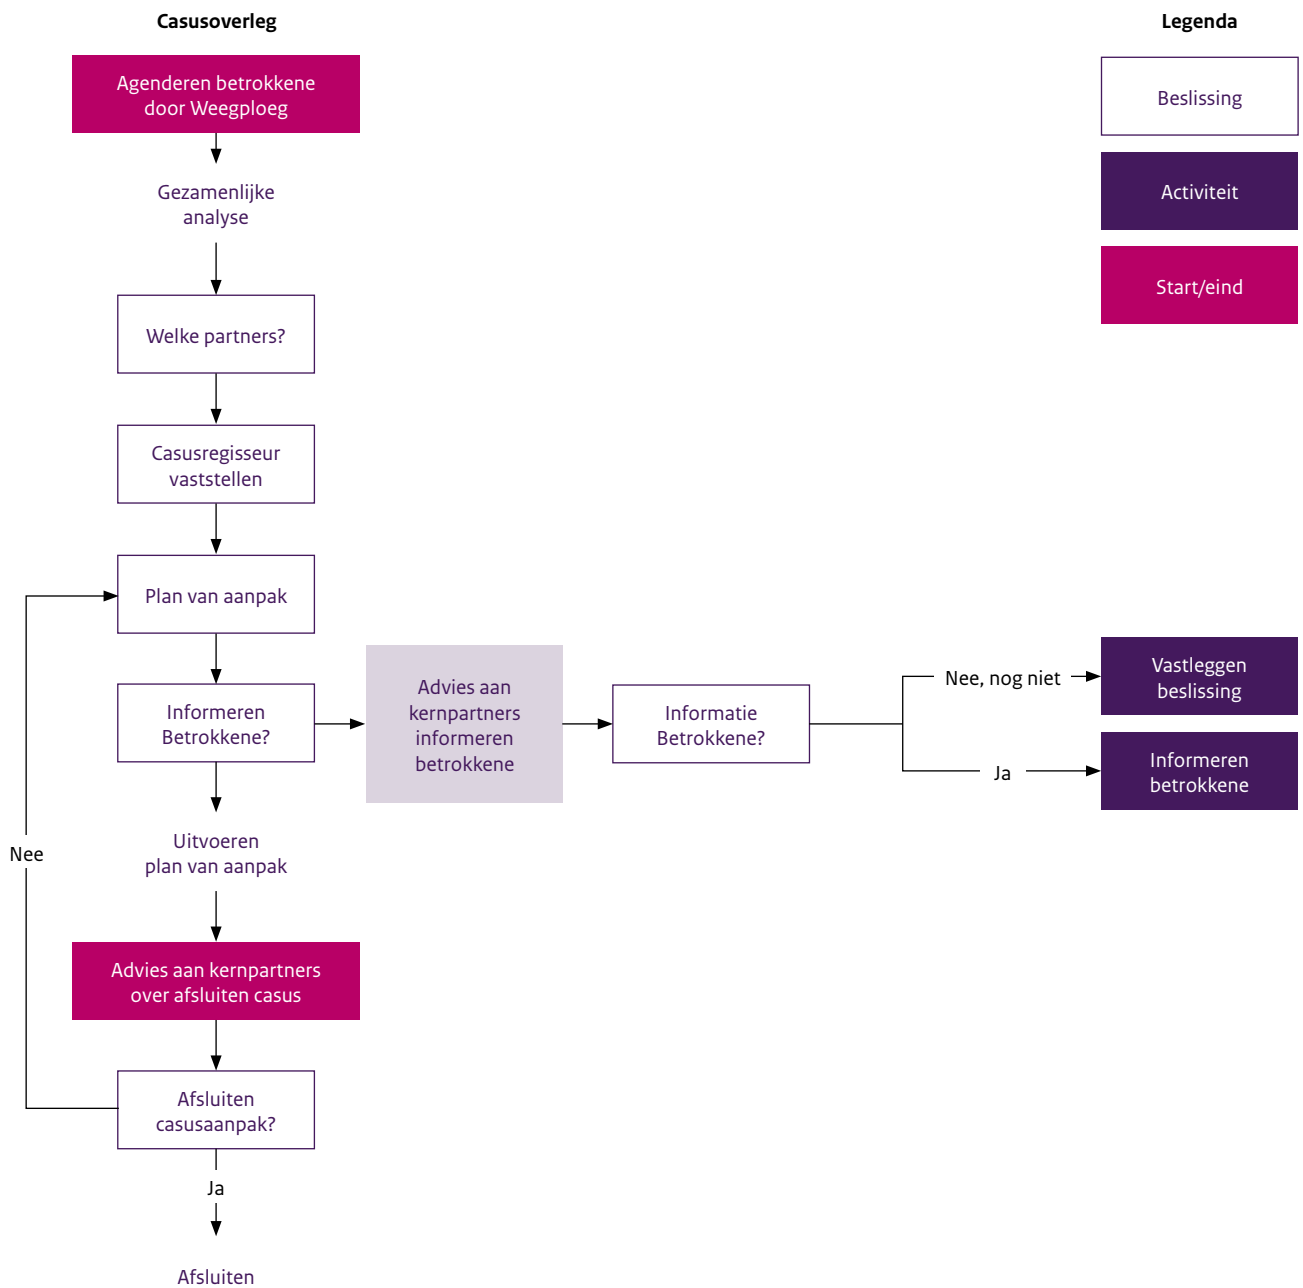 Casusoverleg
Agenderen betrokkene
door Weegploeg
Gezamenlijke
analyse
Welke partners?
Casusregisseur
vaststellen
Plan van aanpak
Informeren
Betrokkene?
Advies aan
kernpartners
informeren
betrokkene
Informatie
Betrokkene?
Nee, nog niet
Vastleggen
beslissing
Ja
Informeren
betrokkene
Uitvoeren
plan van aanpak
Nee
Advies aan kernpartners
over afsluiten casus
Afsluiten
casusaanpak?
Ja
Afsluiten
Legenda
Beslissing
Activiteit
Start/eind